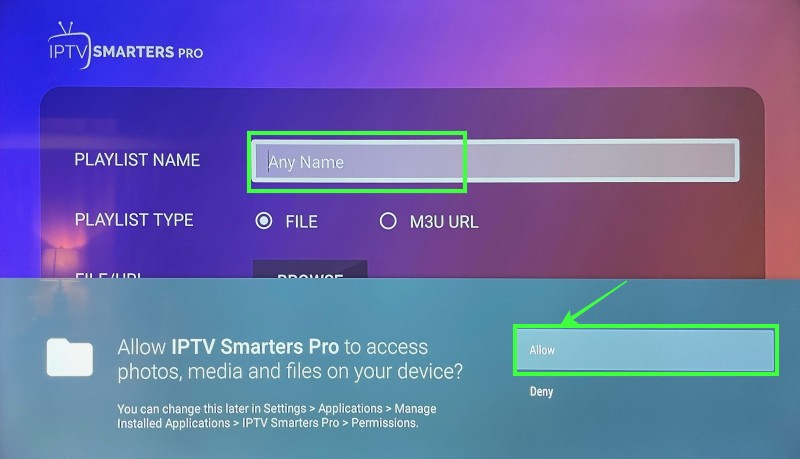 IPTV SMARTERS PRO
PLAYLIST NAME
Any Name
PLAYLIST TYPE
FILE
M3U URL
FILE/URL
BROWSE
Allow IPTV Smarters Pro to access
photos, media and files on your device?
You can change this later in Settings > Applications > Manage
Installed Applications > IPTV Smarters Pro > Permissions.
Allow
Deny